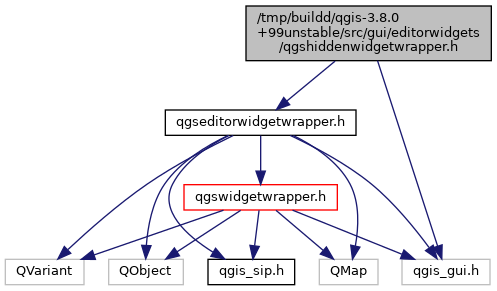 /tmp/buildd/qgis-3.8.0
+99unstable/src/gui/editorwidgets
/qgshiddenwidgetwrapper.h
qgseditorwidgetwrapper.h
qgswidgetwrapper.h
QVariant
QObject
qgis_sip.h
QMap
qgis_gui.h